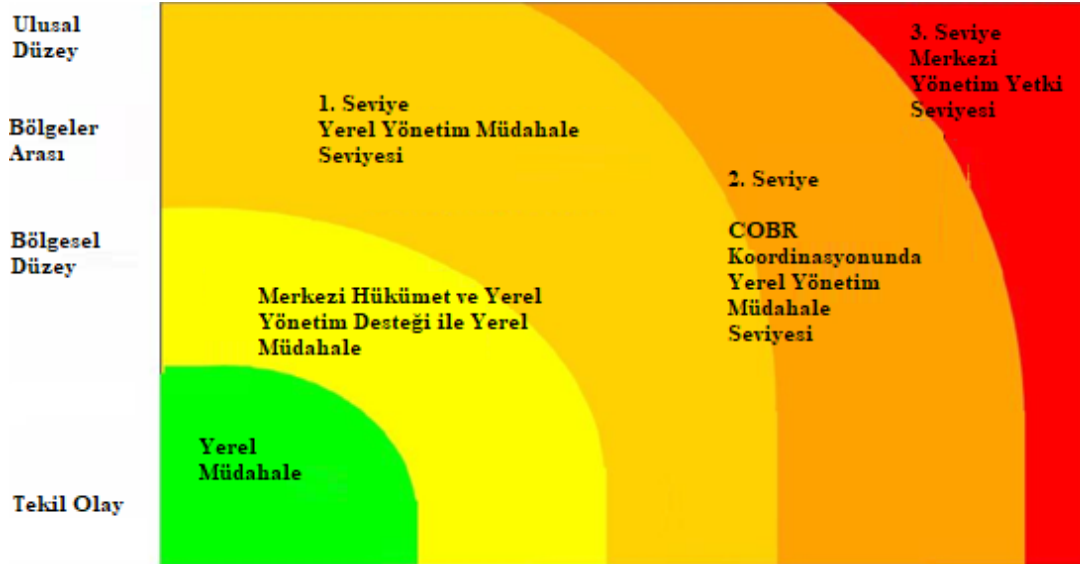 Ulusal
Düzey
Bölgeler
Arası
Bölgesel
Düzey
Tekil Olay
1. Seviye
Yerel Yönetim Müdahale
Seviyesi
Merkezi Hükümet ve Yerel
Yönetim Desteği ile Yerel
Müdahale
Yerel
Müdahale
2. Seviye
COBR
Koordinasyonunda
Yerel Yönetim
Müdahale
Seviyesi
3. Seviye
Merkezi
Yönetim Yetki
Seviyesi